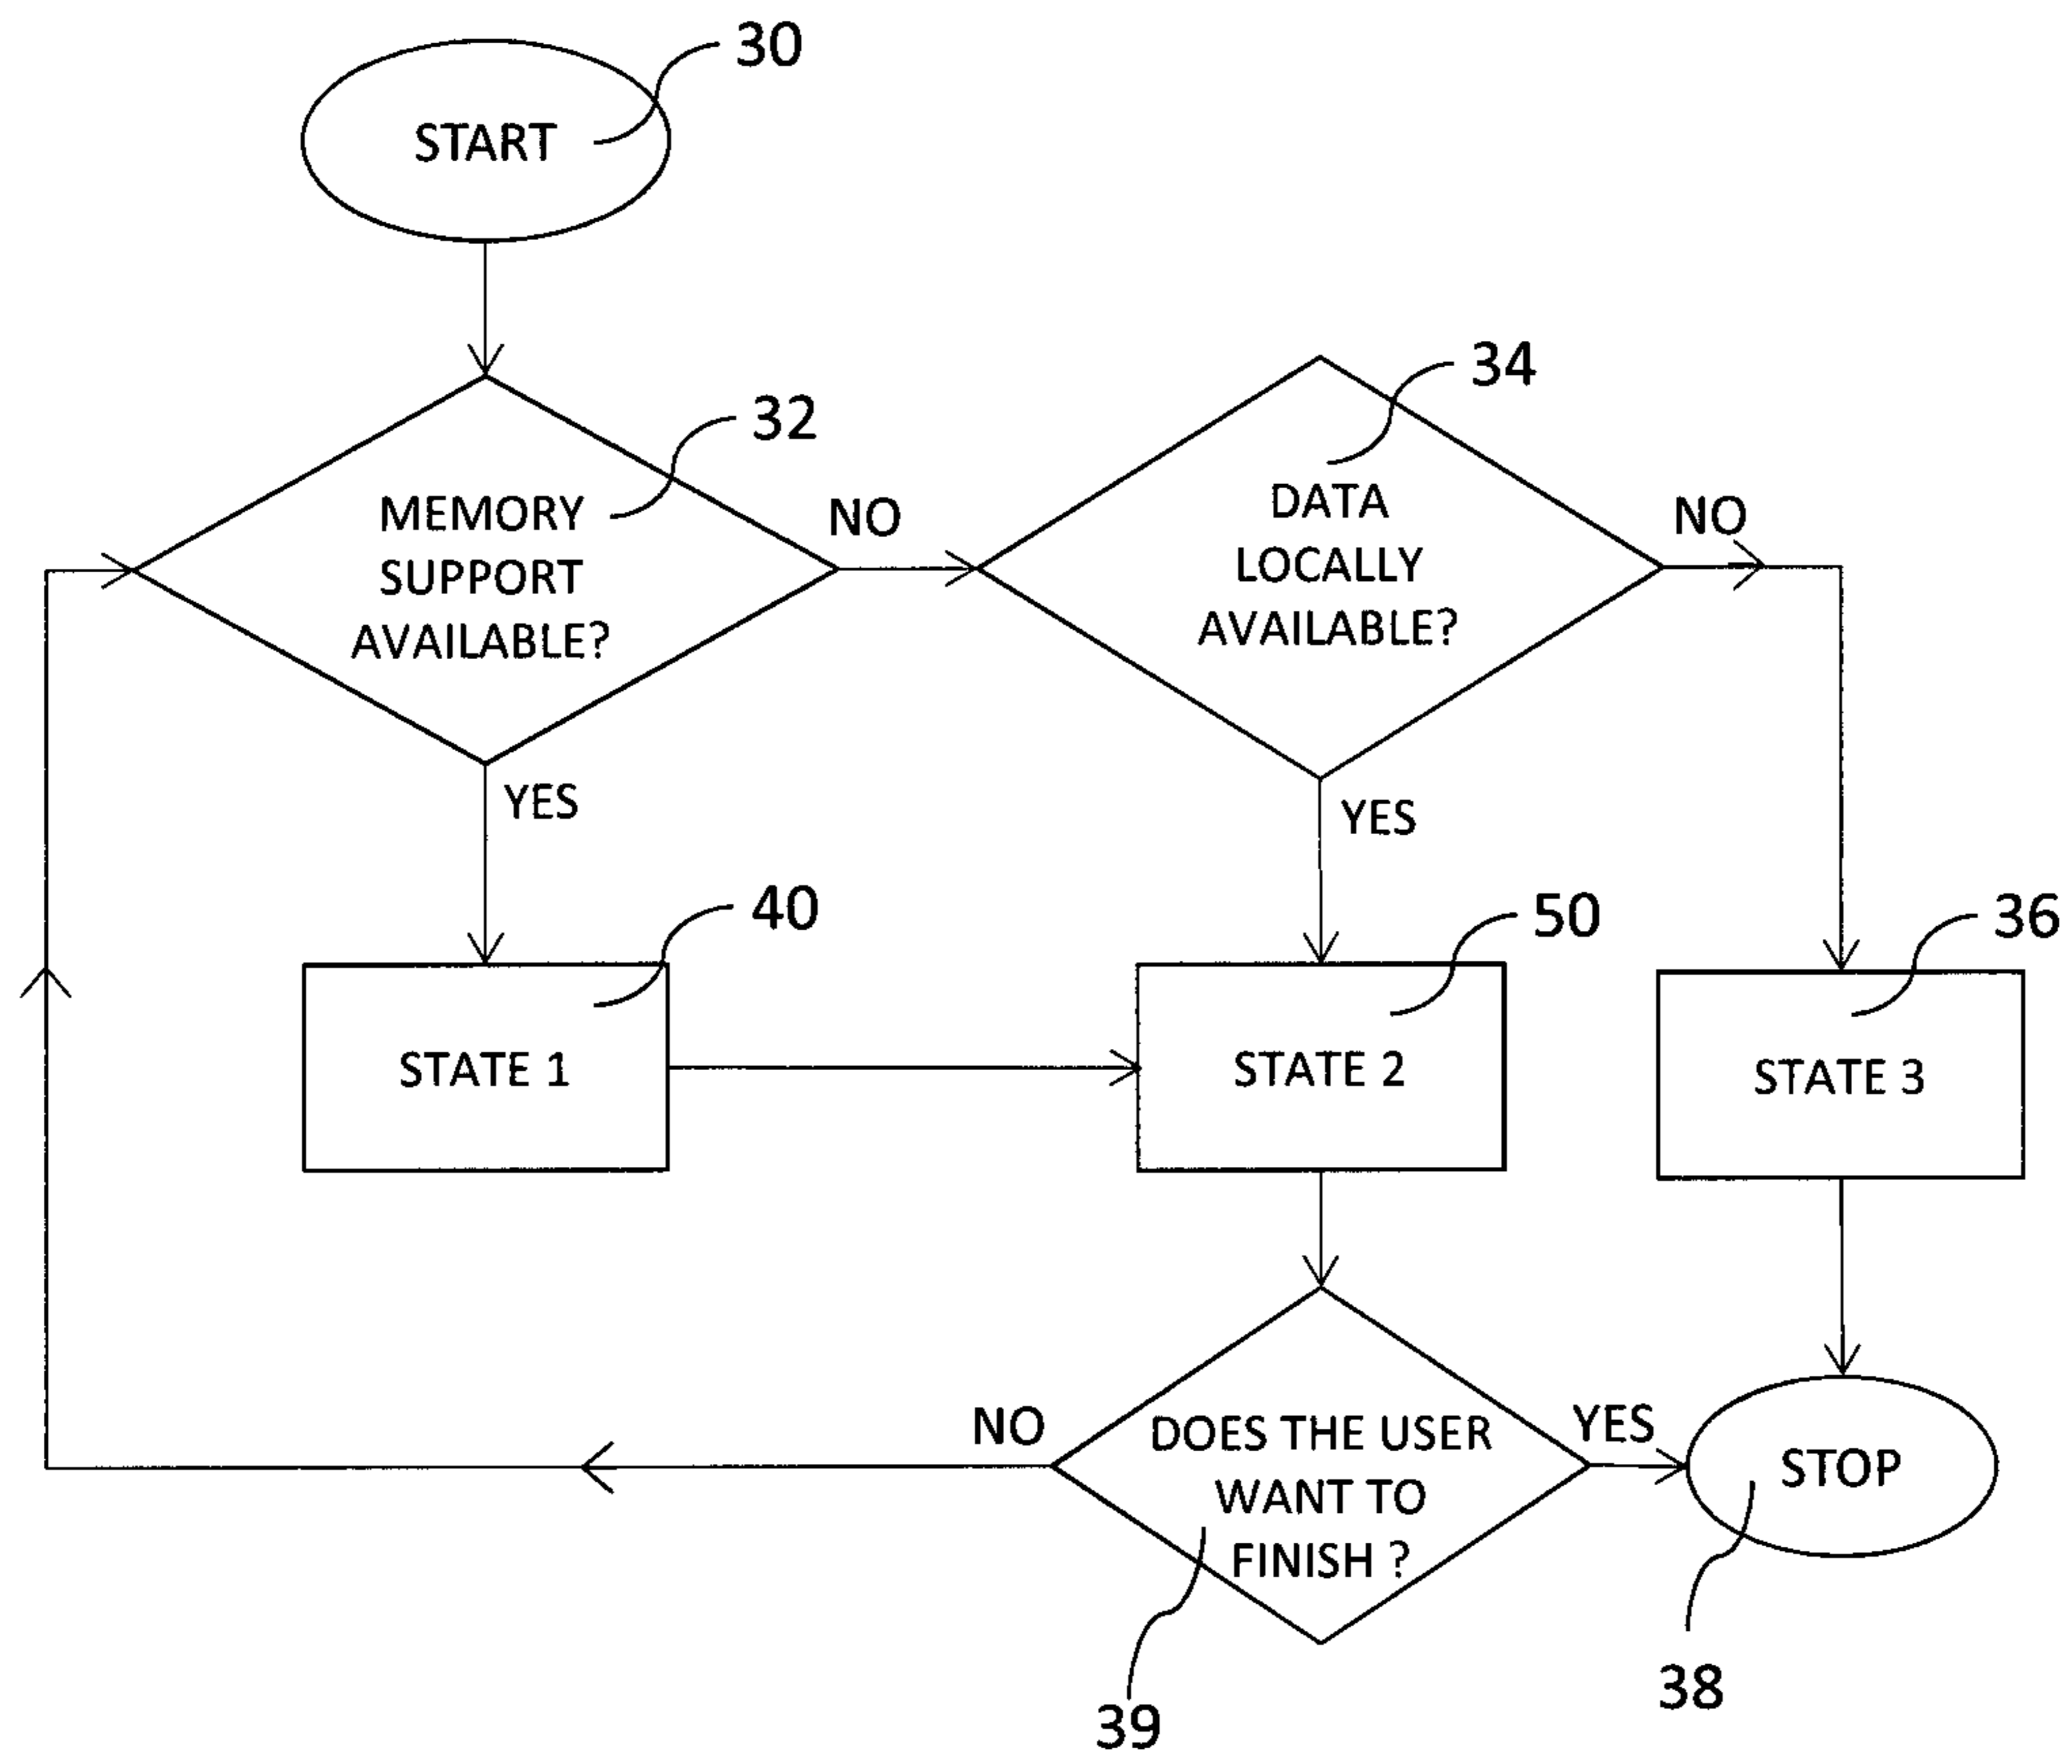 30
START
32
MEMORY
SUPPORT
AVAILABLE?
NO
34
DATA
LOCALLY
AVAILABLE?
NO
YES
YES
40
STATE 1
50
STATE 2
36
STATE 3
NO
DOES THE USER
WANT TO
FINISH ?
YES
STOP
39
38